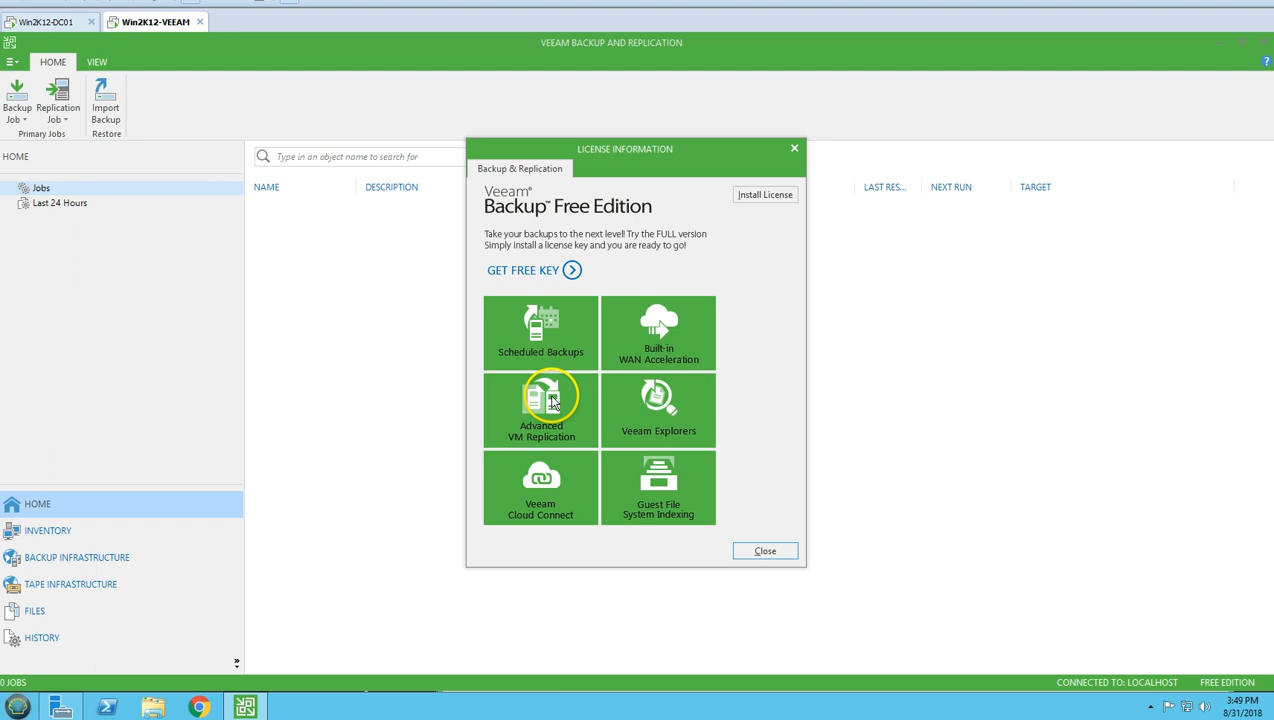 Win2K12-DC01
Win2K12-VEEAM
VEEAM BACKUP AND REPLICATION
HOME
VIEW
Backup
Job
Replication
Job
Import
Backup
Primary Jobs
Restore
HOME
Type in an object name to search for
Jobs
Last 24 Hours
NAME
DESCRIPTION
LAST RES...
NEXT RUN
TARGET
LICENSE INFORMATION
Backup & Replication
Veeam®
Backup™ Free Edition
Install License
Take your backups to the next level! Try the FULL version
Simply install a license key and you are ready to go!
GET FREE KEY
Scheduled Backups
Built-in
WAN Acceleration
Advanced
VM Replication
Veeam Explorers
Veeam
Cloud Connect
Guest File
System Indexing
Close
HOME
INVENTORY
BACKUP INFRASTRUCTURE
TAPE INFRASTRUCTURE
FILES
HISTORY
0 JOBS
CONNECTED TO: LOCALHOST
FREE EDITION
3:49 PM
8/31/2018